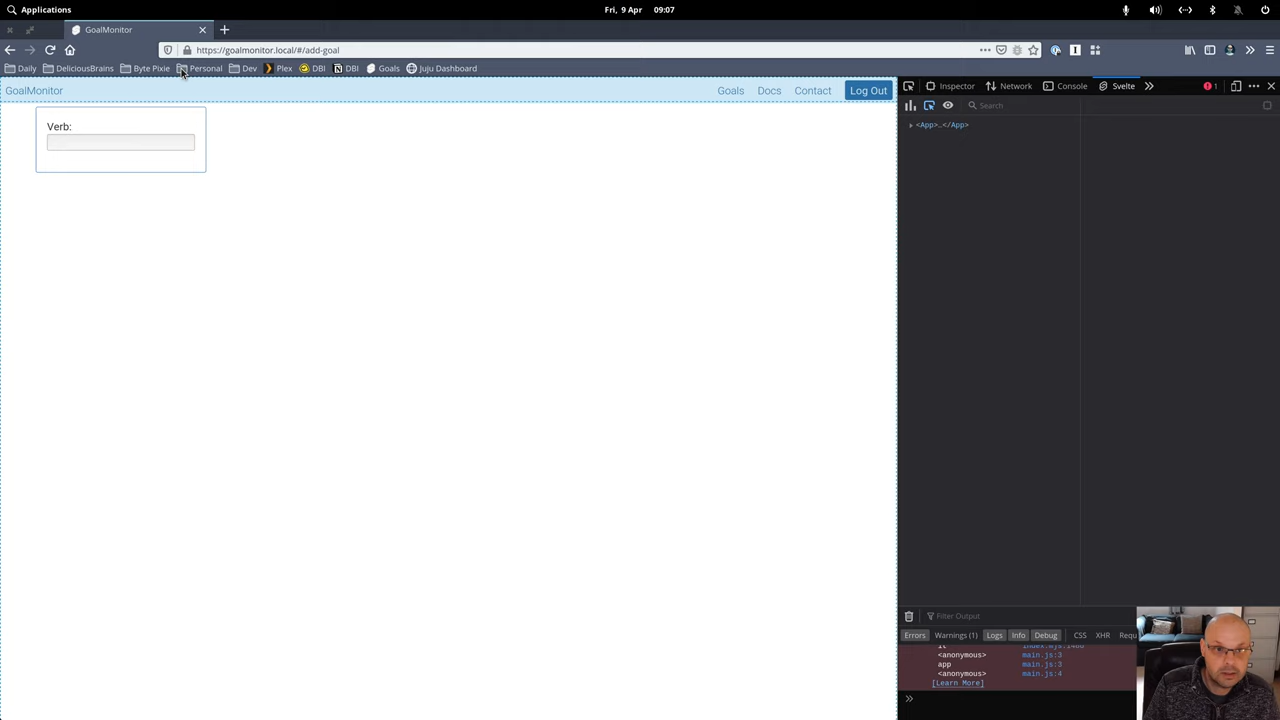 Applications
Fri, 9 Apr 09:07
GoalMonitor
https://goalmonitor.local/#/add-goal
Daily DeliciousBrains Byte Pixie Personal Dev Plex DBI DBI Goals Juju Dashboard
GoalMonitor Goals Docs Contact Log Out
Verb:
Inspector Network Console Svelte 1
Search
<App>…</App>
Filter Output
Errors Warnings (1) Logs Info Debug CSS XHR Requ
<anonymous> main.js:3
app main.js:3
<anonymous> main.js:4
[Learn More]